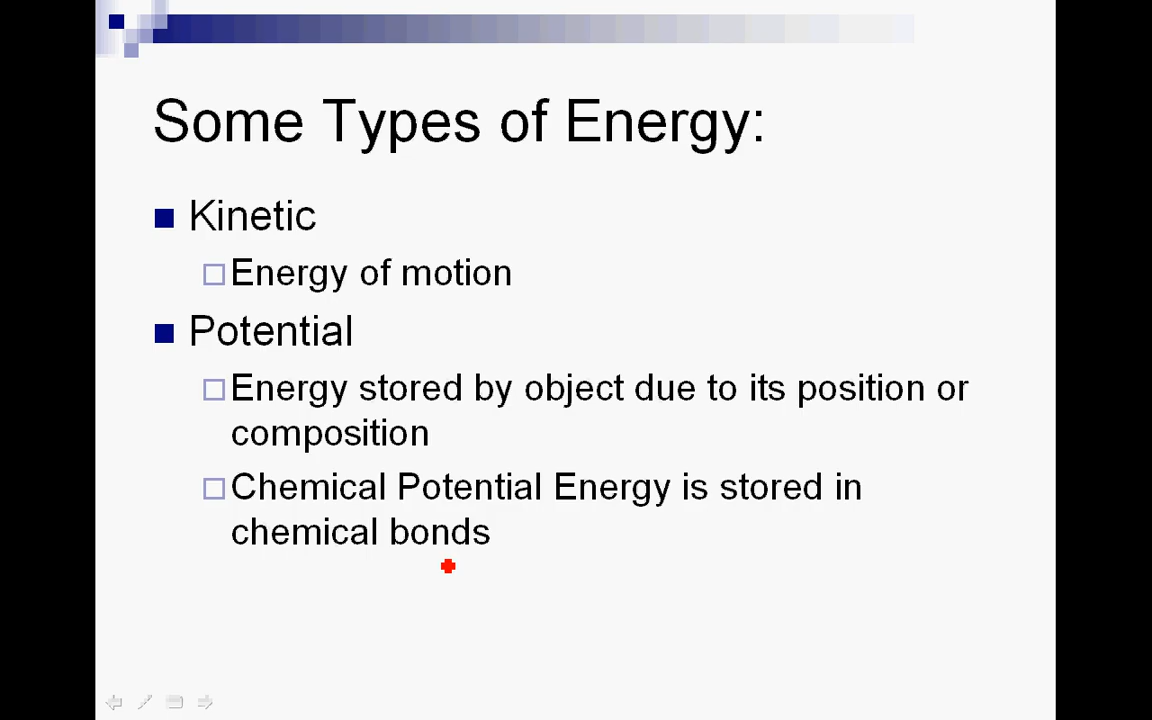 Some Types of Energy:
Kinetic
Energy of motion
Potential
Energy stored by object due to its position or
composition
Chemical Potential Energy is stored in
chemical bonds